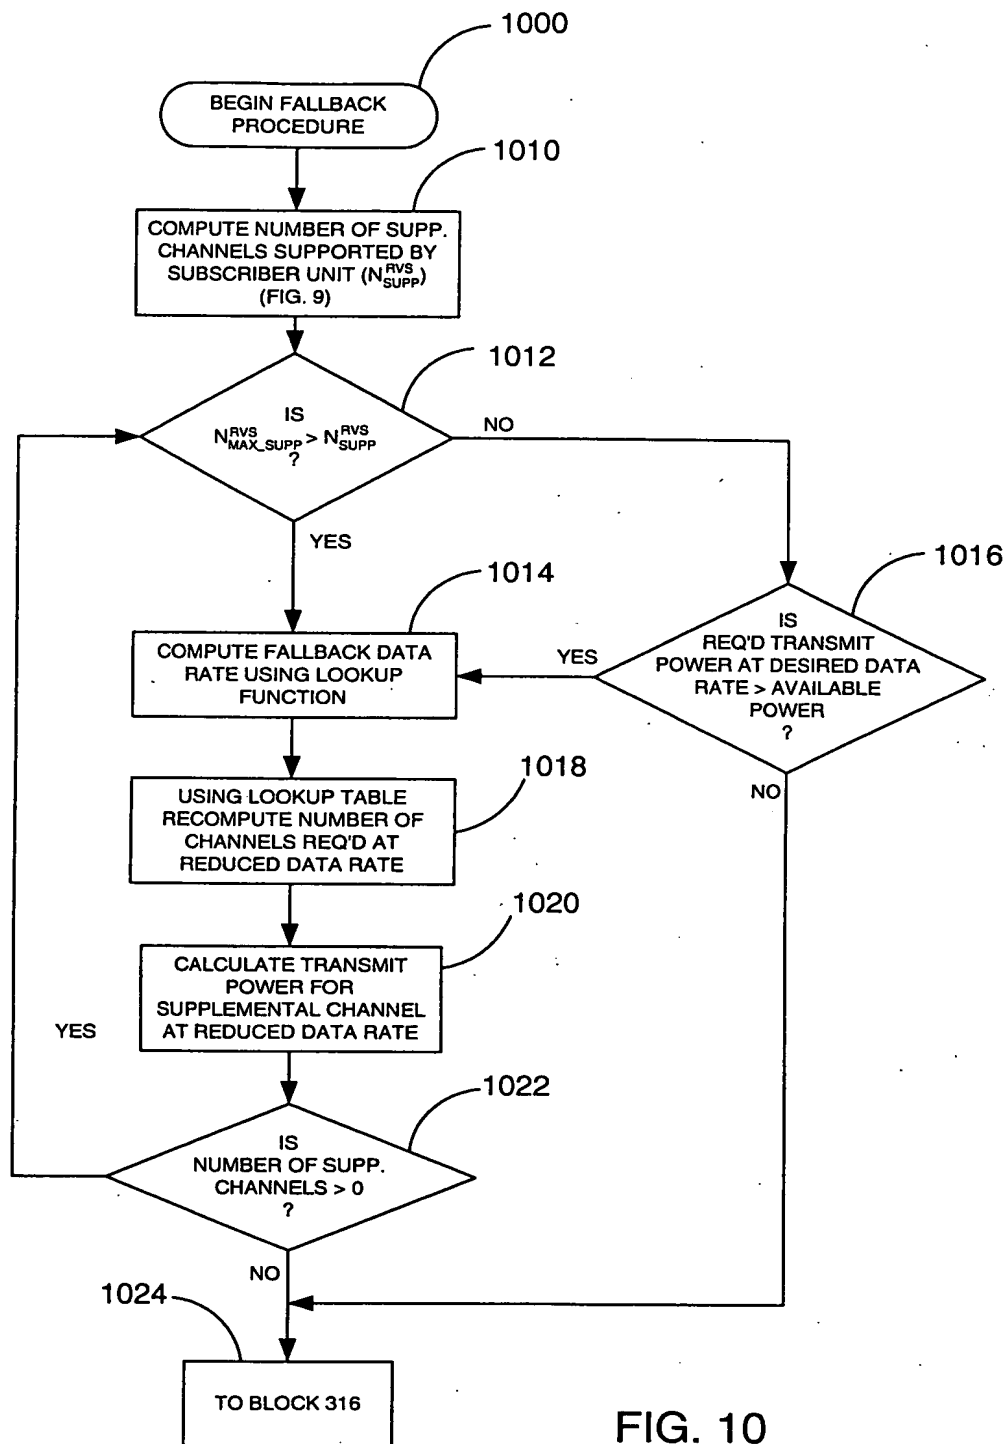 1000
BEGIN FALLBACK
PROCEDURE
1010
COMPUTE NUMBER OF SUPP.
CHANNELS SUPPORTED BY
SUBSCRIBER UNIT (N^RVS_SUPP)
(FIG. 9)
1012
IS
N^RVS_MAX_SUPP > N^RVS_SUPP
?
NO
YES
1014
COMPUTE FALLBACK DATA
RATE USING LOOKUP
FUNCTION
1016
IS
REQ'D TRANSMIT
POWER AT DESIRED DATA
RATE > AVAILABLE
POWER
?
YES
NO
1018
USING LOOKUP TABLE
RECOMPUTE NUMBER OF
CHANNELS REQ'D AT
REDUCED DATA RATE
1020
CALCULATE TRANSMIT
POWER FOR
SUPPLEMENTAL CHANNEL
AT REDUCED DATA RATE
YES
1022
IS
NUMBER OF SUPP.
CHANNELS > 0
?
NO
1024
TO BLOCK 316
FIG. 10